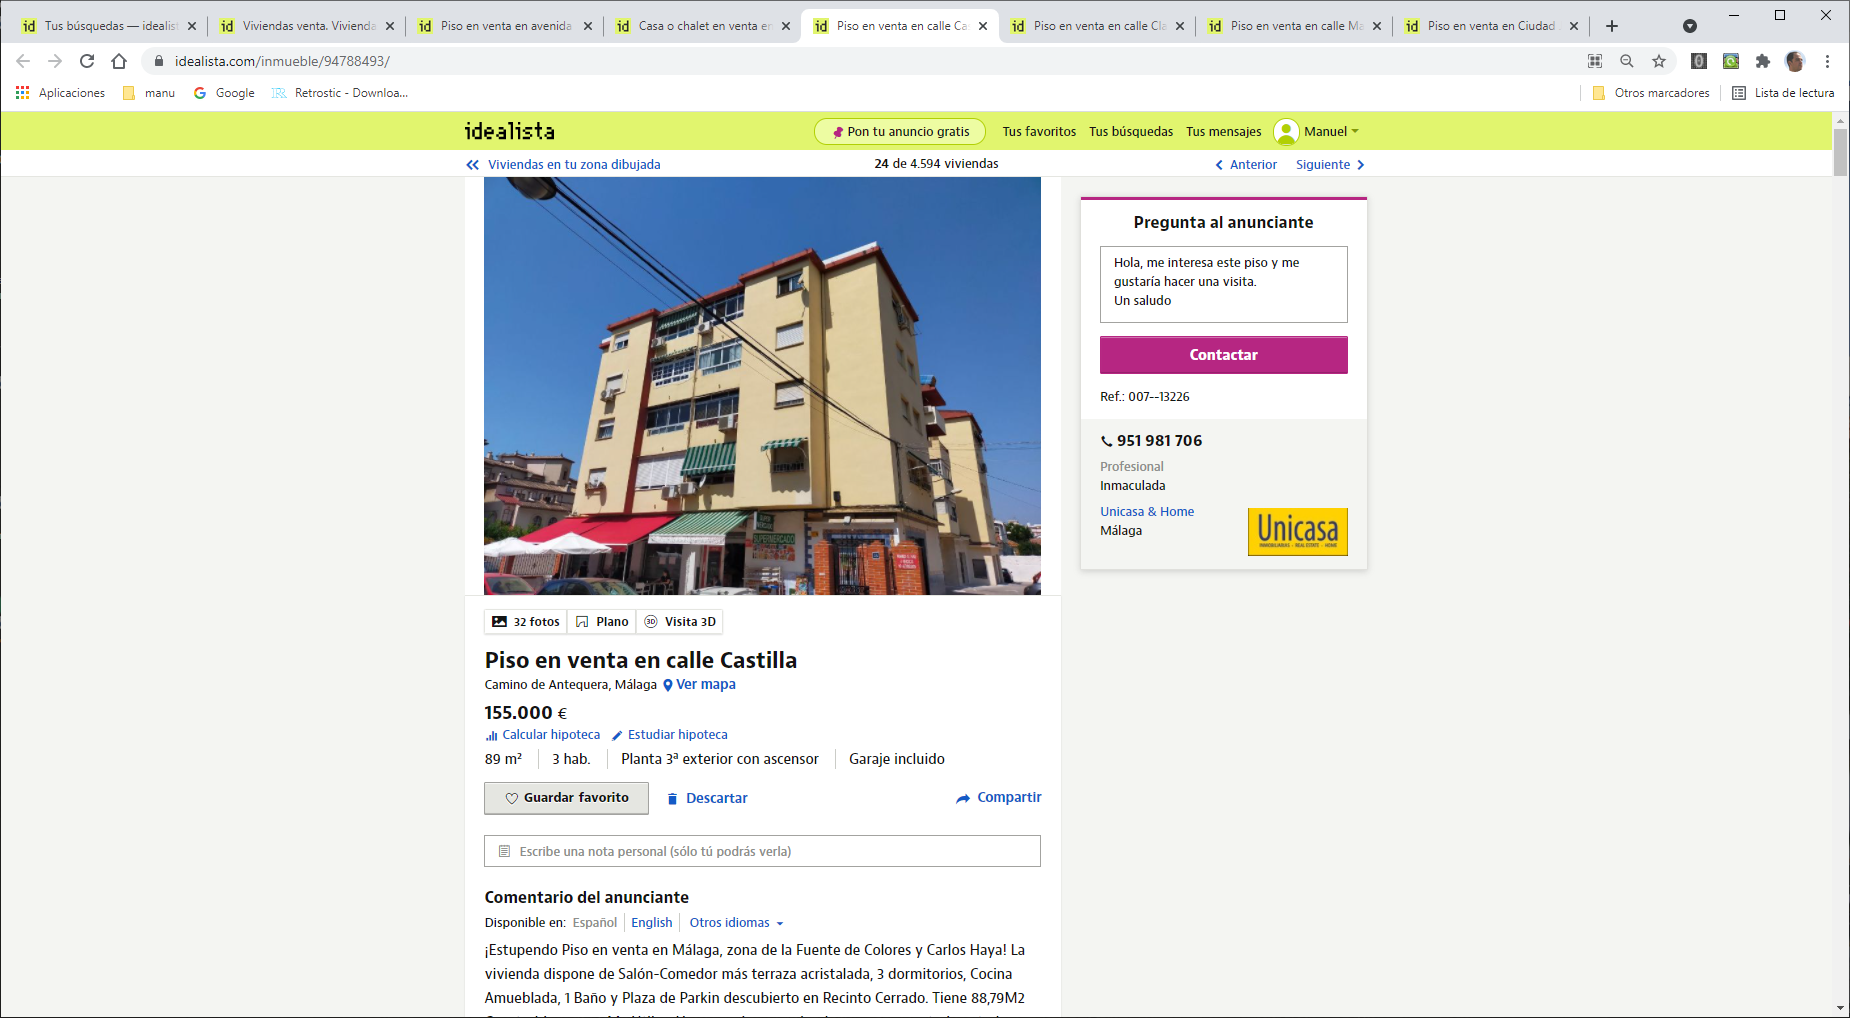 Tus búsquedas — idealist
Viviendas venta. Vivienda
Piso en venta en avenida
Casa o chalet en venta en
Piso en venta en calle Ca
Piso en venta en calle Cla
Piso en venta en calle Ma
Piso en venta en Ciudad
idealista.com/inmueble/94788493/
Aplicaciones
manu
Google
Retrostic - Downloa...
Otros marcadores
Lista de lectura
idealista
Pon tu anuncio gratis
Tus favoritos
Tus búsquedas
Tus mensajes
Manuel
Viviendas en tu zona dibujada
24 de 4.594 viviendas
Anterior
Siguiente
SUPERMERCADO
Pregunta al anunciante
Hola, me interesa este piso y me
gustaría hacer una visita.
Un saludo
Contactar
Ref.: 007--13226
951 981 706
Profesional
Inmaculada
Unicasa & Home
Málaga
Unicasa
INMOBILIARIAS - REAL ESTATE - HOME
32 fotos
Plano
3D
Visita 3D
Piso en venta en calle Castilla
Camino de Antequera, Málaga
Ver mapa
155.000 €
Calcular hipoteca
Estudiar hipoteca
89 m²
3 hab.
Planta 3ª exterior con ascensor
Garaje incluido
Guardar favorito
Descartar
Compartir
Escribe una nota personal (sólo tú podrás verla)
Comentario del anunciante
Disponible en: Español
English
Otros idiomas
¡Estupendo Piso en venta en Málaga, zona de la Fuente de Colores y Carlos Haya! La
vivienda dispone de Salón-Comedor más terraza acristalada, 3 dormitorios, Cocina
Amueblada, 1 Baño y Plaza de Parkin descubierto en Recinto Cerrado. Tiene 88,79M2